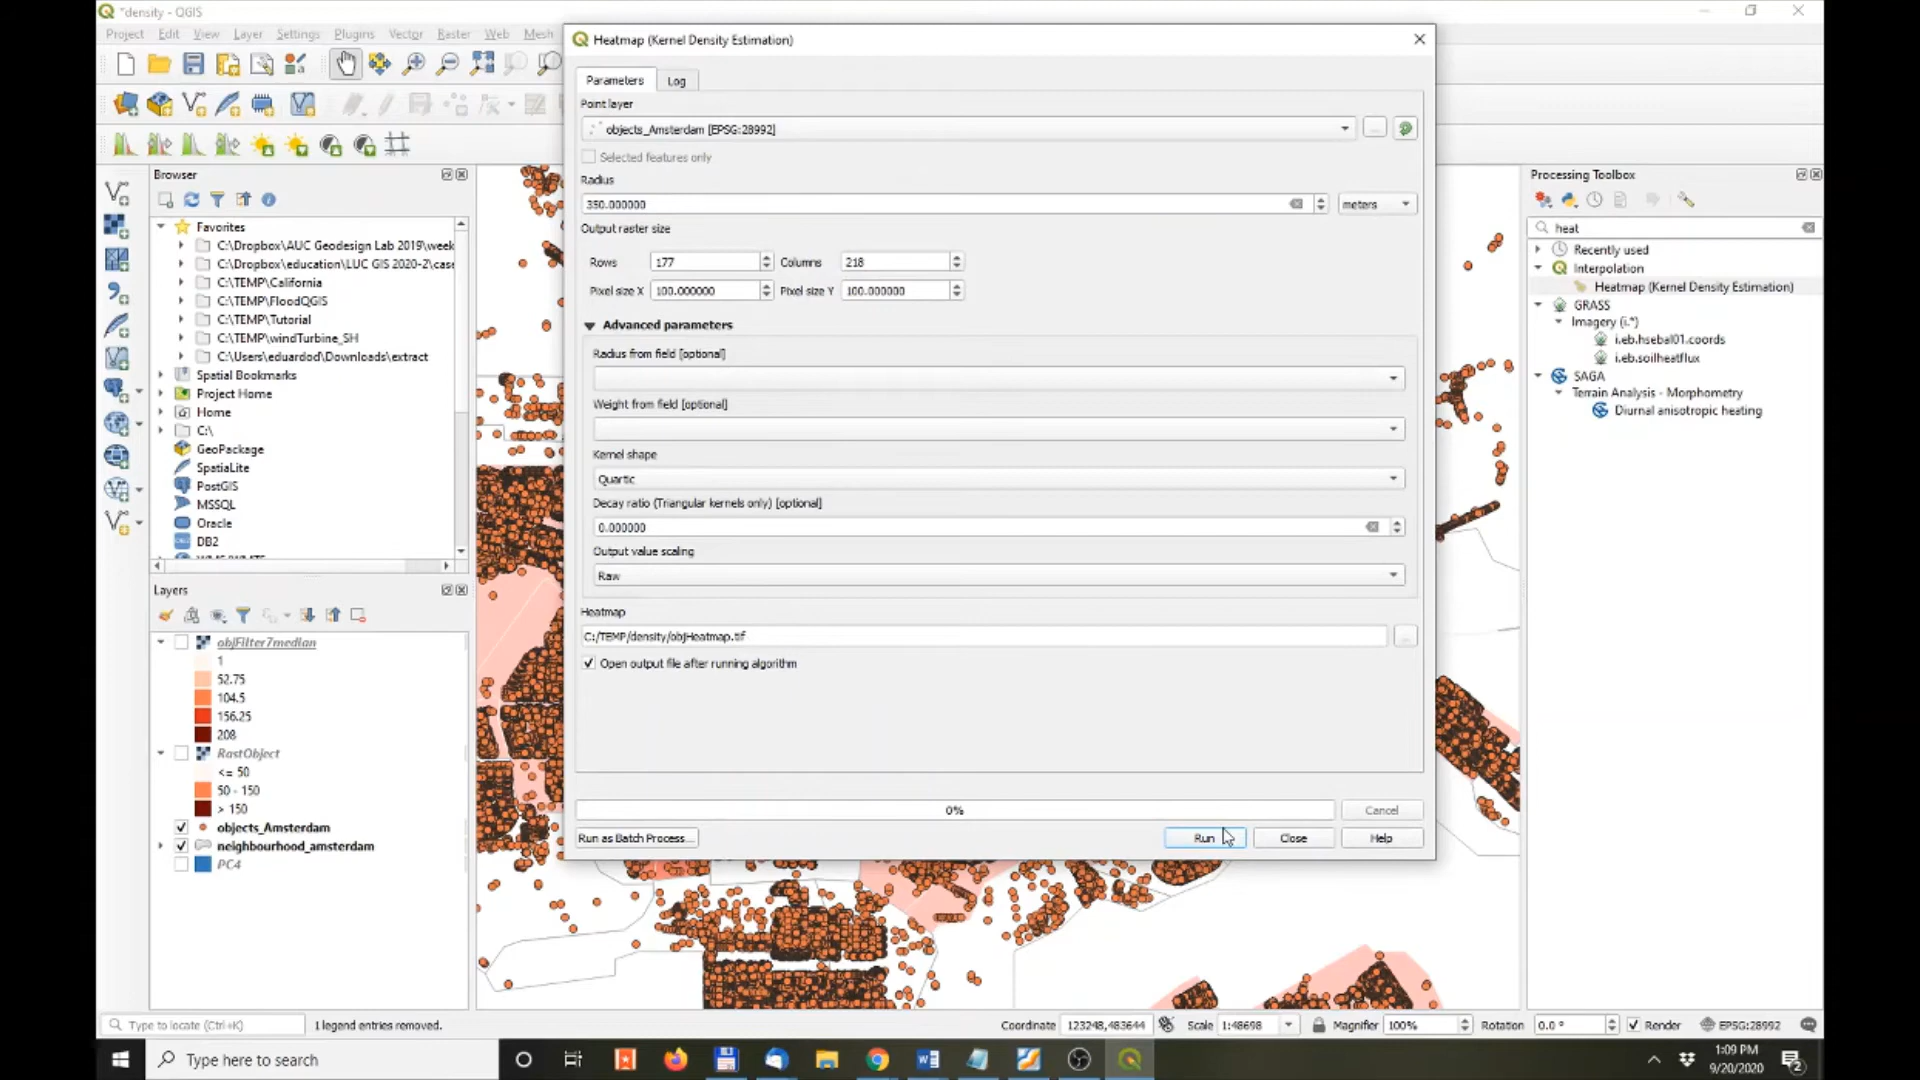 *density - QGIS
Project Edit View Layer Settings Plugins Vector Raster Web Mesh
Browser
Favorites
C:\Dropbox\AUC Geodesign Lab 2019\week
C:\Dropbox\education\LUC GIS 2020-2\case
C:\TEMP\California
C:\TEMP\FloodQGIS
C:\TEMP\Tutorial
C:\TEMP\windTurbine_SH
C:\Users\eduardod\Downloads\extract
Spatial Bookmarks
Project Home
Home
C:\
GeoPackage
SpatiaLite
PostGIS
MSSQL
Oracle
DB2
Layers
objFilter7median
1
52.75
104.5
156.25
208
RastObject
<= 50
50 - 150
> 150
objects_Amsterdam
neighbourhood_amsterdam
PC4
Heatmap (Kernel Density Estimation)
Parameters Log
Point layer
objects_Amsterdam [EPSG:28992]
Selected features only
Radius
350.000000 meters
Output raster size
Rows 177 Columns 218
Pixel size X 100.000000 Pixel size Y 100.000000
Advanced parameters
Radius from field [optional]
Weight from field [optional]
Kernel shape
Quartic
Decay ratio (Triangular kernels only) [optional]
0.000000
Output value scaling
Raw
Heatmap
C:/TEMP/density/objHeatmap.tif
Open output file after running algorithm
0% Cancel
Run as Batch Process... Run Close Help
Processing Toolbox
heat
Recently used
Interpolation
Heatmap (Kernel Density Estimation)
GRASS
Imagery (i.*)
i.eb.hsebal01.coords
i.eb.soilheatflux
SAGA
Terrain Analysis - Morphometry
Diurnal anisotropic heating
Type to locate (Ctrl+K) 1 legend entries removed. Coordinate 123248,483644 Scale 1:48698 Magnifier 100% Rotation 0.0 ° Render EPSG:28992
Type here to search
1:09 PM
9/20/2020
2